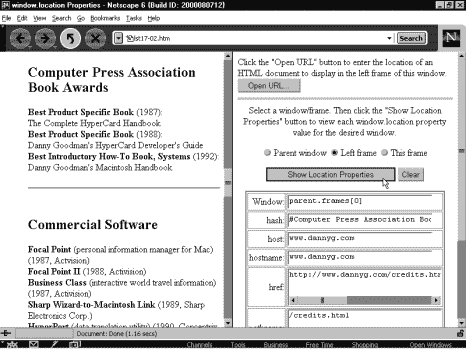 window.location Properties - Netscape 6 {Build ID: 2000080712}
File Edit View Search Go Bookmarks Tasks Help
lst17-02.htm
Search
N
Computer Press Association
Book Awards
Best Product Specific Book (1987):
The Complete HyperCard Handbook
Best Product Specific Book (1988):
Danny Goodman's HyperCard Developer's Guide
Best Introductory How-To Book, Systems (1992):
Danny Goodman's Macintosh Handbook
Commercial Software
Focal Point (personal information manager for Mac)
(1987, Activision)
Focal Point II (1988, Activision)
Business Class (interactive world travel information)
(1987, Activision)
Sharp Wizard-to-Macintosh Link (1989, Sharp
Electronics Corp.)
HyperPort (data translation utility) (1990, Concentrix
Click the "Open URL" button to enter the location of an
HTML document to display in the left frame of this window.
Open URL...
Select a window/frame. Then click the "Show Location
Properties" button to view each window.location property
value for the desired window.
Parent window Left frame This frame
Show Location Properties Clear
Window: parent.frames[0]
hash: #Computer Press Association Boo
host: www.dannyg.com
hostname: www.dannyg.com
href: http://www.dannyg.com/credits.htm
/credits.html
Document: Done (1.16 secs)
Channels Tools Business Free Time Shopping Open Windows